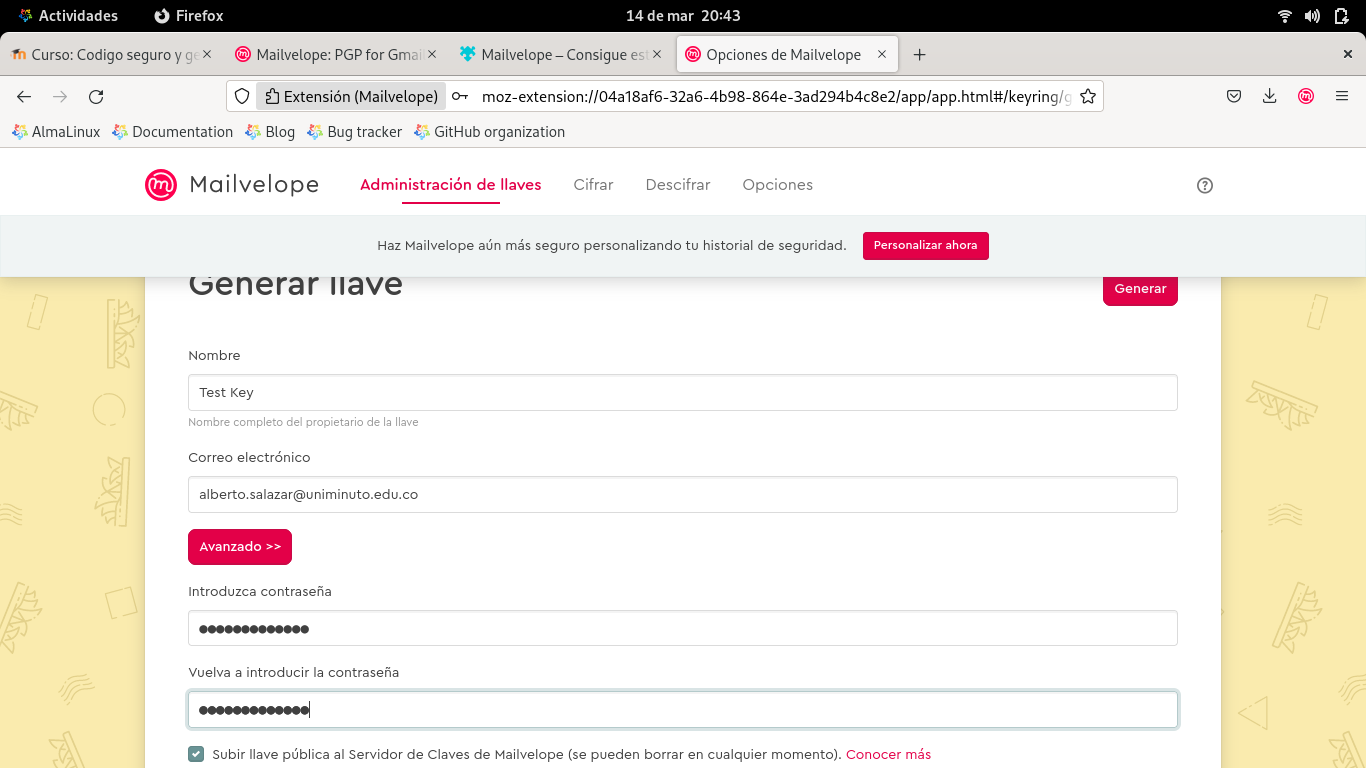 Actividades Firefox 14 de mar 20:43
Curso: Codigo seguro y ge Mailvelope: PGP for Gmail Mailvelope – Consigue est Opciones de Mailvelope
Extensión (Mailvelope) moz-extension://04a18af6-32a6-4b98-864e-3ad294b4c8e2/app/app.html#/keyring/g
AlmaLinux Documentation Blog Bug tracker GitHub organization
Mailvelope Administración de llaves Cifrar Descifrar Opciones
Haz Mailvelope aún más seguro personalizando tu historial de seguridad. Personalizar ahora
Generar llave Generar
Nombre
Test Key
Nombre completo del propietario de la llave
Correo electrónico
alberto.salazar@uniminuto.edu.co
Avanzado >>
Introduzca contraseña
●●●●●●●●●●●●●
Vuelva a introducir la contraseña
●●●●●●●●●●●●●
Subir llave pública al Servidor de Claves de Mailvelope (se pueden borrar en cualquier momento). Conocer más